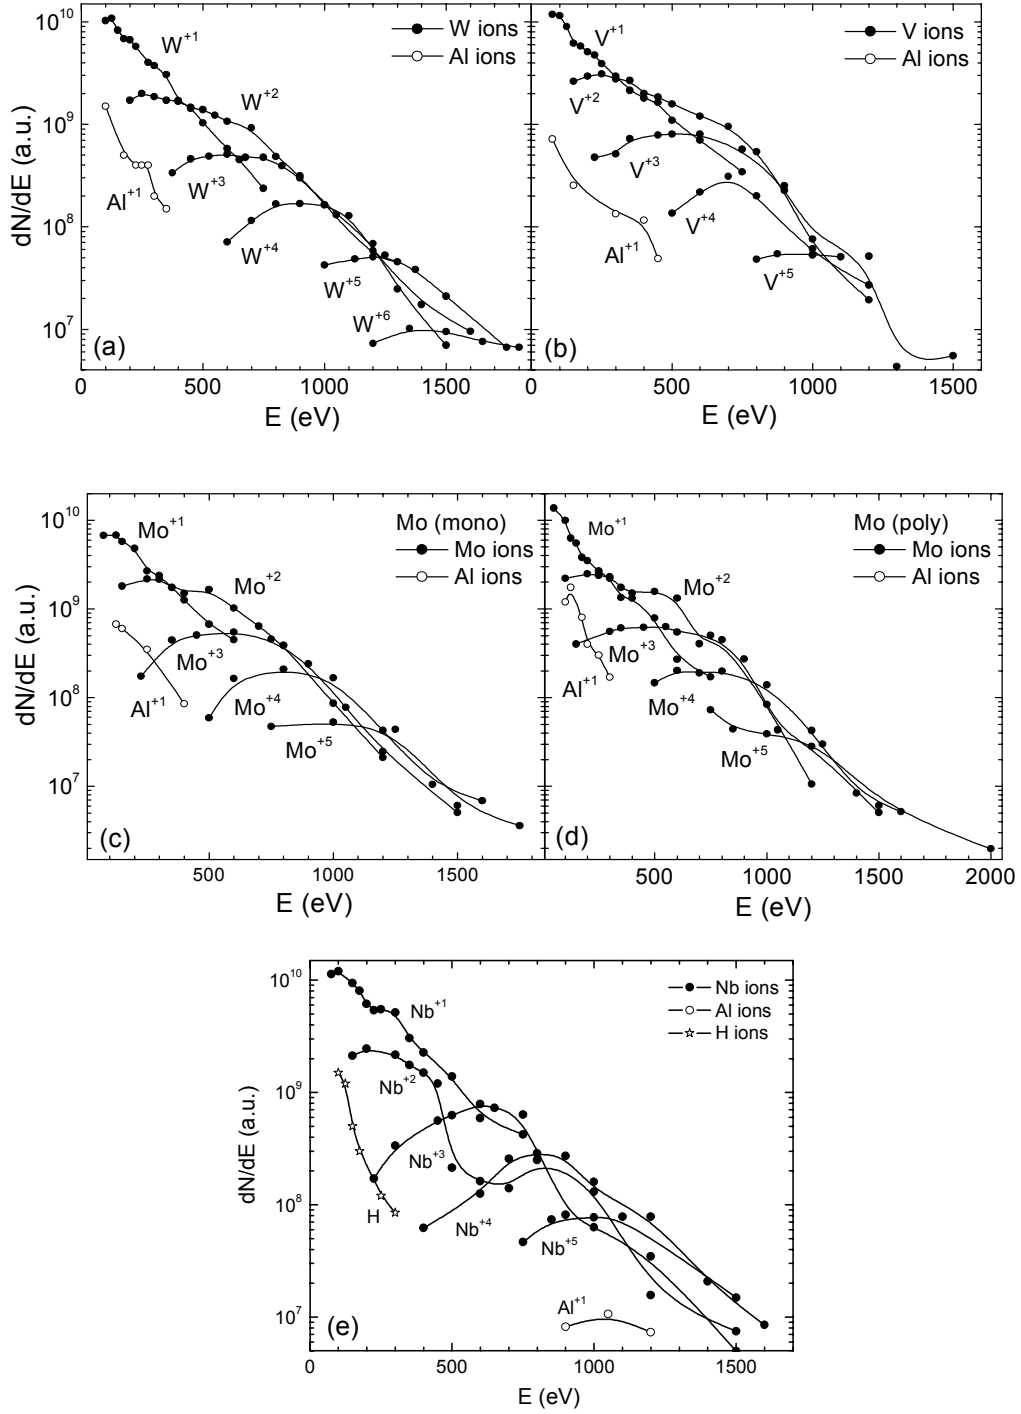 W ions
Al ions
W+1
W+2
W+3
Al+1
W+4
W+5
W+6
(a)
10^10
10^9
10^8
10^7
dN/dE (a.u.)
0
500
1000
1500
E (eV)
V ions
Al ions
V+1
V+2
V+3
V+4
Al+1
V+5
(b)
0
500
1000
1500
E (eV)
Mo (mono)
Mo ions
Al ions
Mo+1
Mo+2
Mo+3
Al+1
Mo+4
Mo+5
(c)
10^10
10^9
10^8
10^7
dN/dE (a.u.)
500
1000
1500
E (eV)
Mo (poly)
Mo ions
Al ions
Mo+1
Mo+2
Mo+3
Al+1
Mo+4
Mo+5
(d)
500
1000
1500
2000
E (eV)
Nb ions
Al ions
H ions
Nb+1
Nb+2
Nb+3
H
Nb+4
Nb+5
Al+1
(e)
10^10
10^9
10^8
10^7
dN/dE (a.u.)
0
500
1000
1500
E (eV)